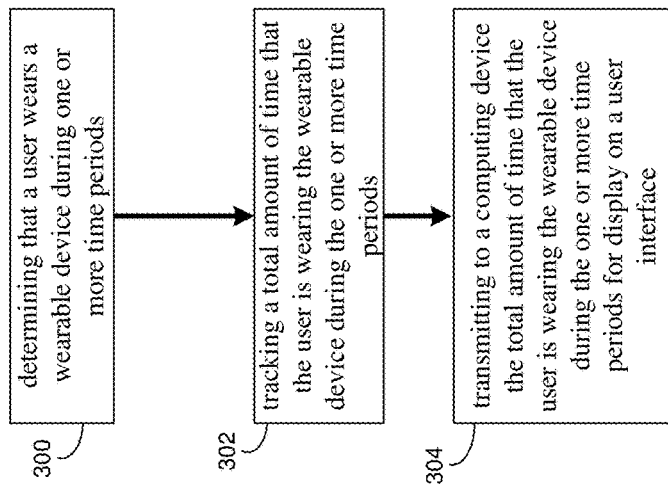 300
determining that a user wears a
wearable device during one or
more time periods
302
tracking a total amount of time that
the user is wearing the wearable
device during the one or more time
periods
304
transmitting to a computing device
the total amount of time that the
user is wearing the wearable device
during the one or more time
periods for display on a user
interface